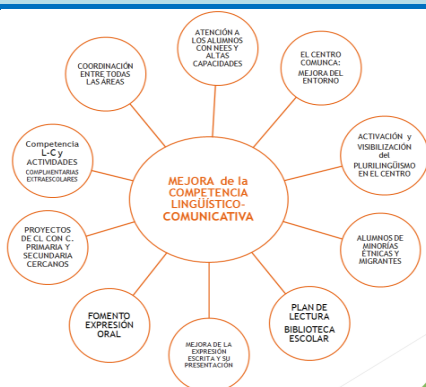 ATENCIÓN A
LOS ALUMNOS
CON NEES Y
ALTAS
CAPACIDADES
EL CENTRO
COMUNCA:
MEJORA DEL
ENTORNO
ACTIVACIÓN y
VISIBILIZACIÓN
del
PLURILINGÜISMO
EN EL CENTRO
ALUMNOS DE
MINORÍAS
ÉTNICAS Y
MIGRANTES
PLAN DE
LECTURA
BIBLIOTECA
ESCOLAR
MEJORA DE LA
EXPRESIÓN
ESCRITA Y SU
PRESENTACIÓN
FOMENTO
EXPRESIÓN
ORAL
PROYECTOS
DE CL CON C.
PRIMARIA Y
SECUNDARIA
CERCANOS
Competencia
L-C y
ACTIVIDADES
COMPLMENTARIAS
EXTRAESCOLARES
COORDINACIÓN
ENTRE TODAS
LAS ÁREAS
MEJORA de la
COMPETENCIA
LINGÜÍSTICO-
COMUNICATIVA